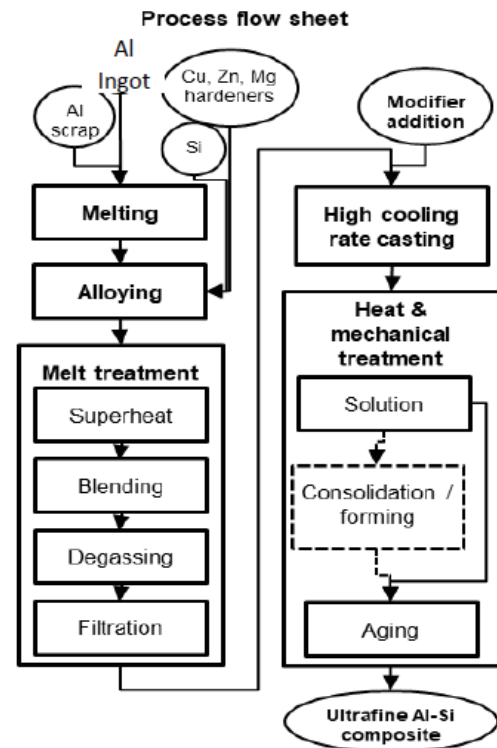 Process flow sheet
Al
Ingot
Al
scrap
Cu, Zn, Mg
hardeners
Si
Melting
Alloying
Melt treatment
Superheat
Blending
Degassing
Filtration
Modifier
addition
High cooling
rate casting
Heat &
mechanical
treatment
Solution
Consolidation /
forming
Aging
Ultrafine Al-Si
composite